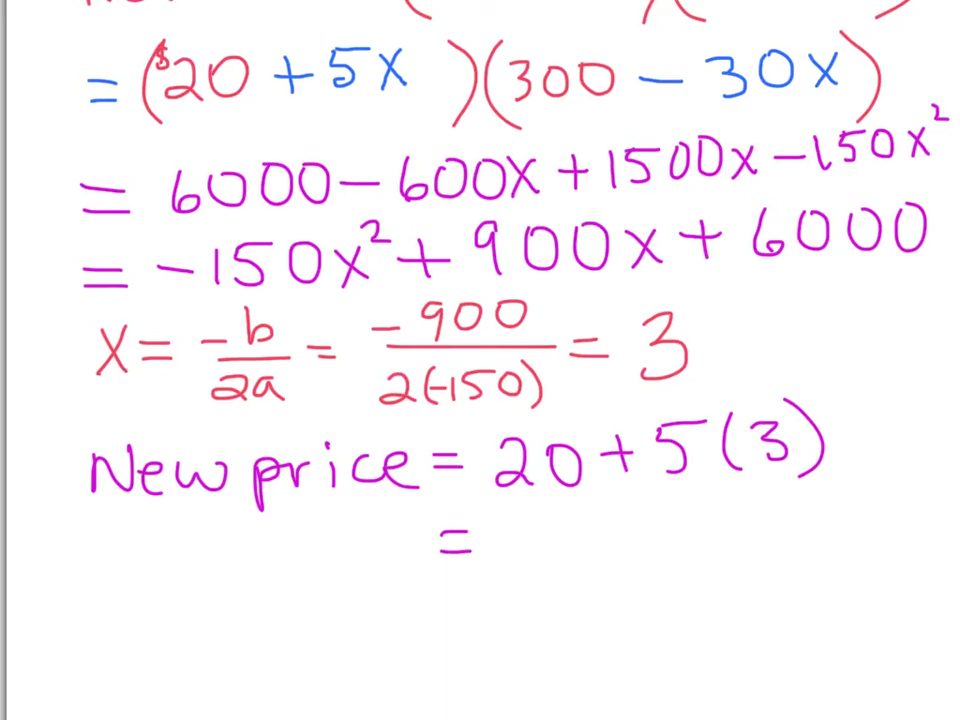 = ($20 + 5x )(300 - 30x)
= 6000 - 600x + 1500x - 150x²
= -150x² + 900x + 6000
x = -b/2a = -900/2(-150) = 3
New price = 20 + 5(3)
=